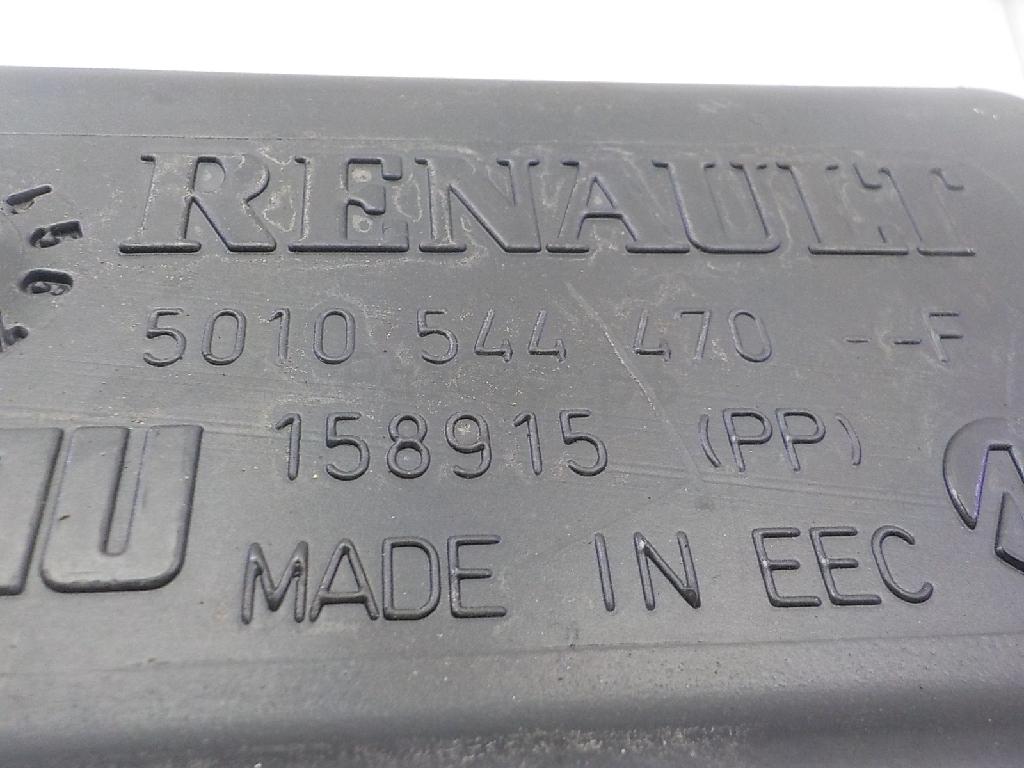 RENAULT
5010 544 470 --F
158915 (PP)
MADE IN EEC